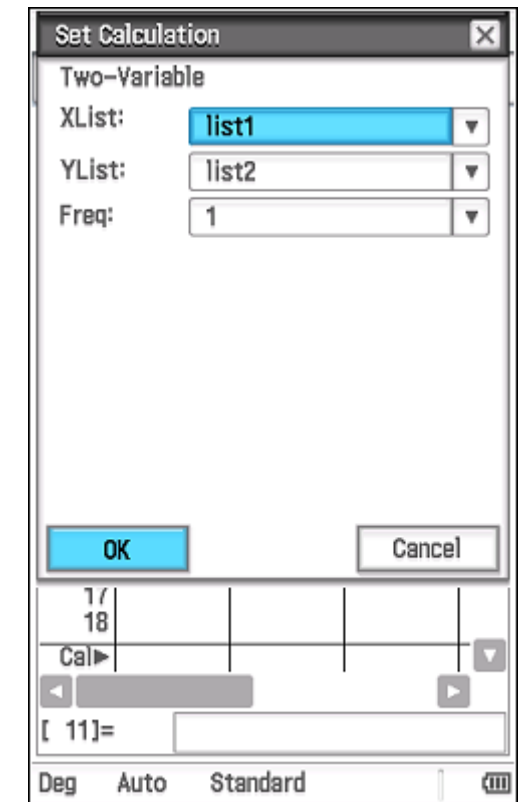 Set Calculation
Two-Variable
XList: list1
YList: list2
Freq: 1
OK Cancel
17
18
Cal▶
[ 11]=
Deg Auto Standard